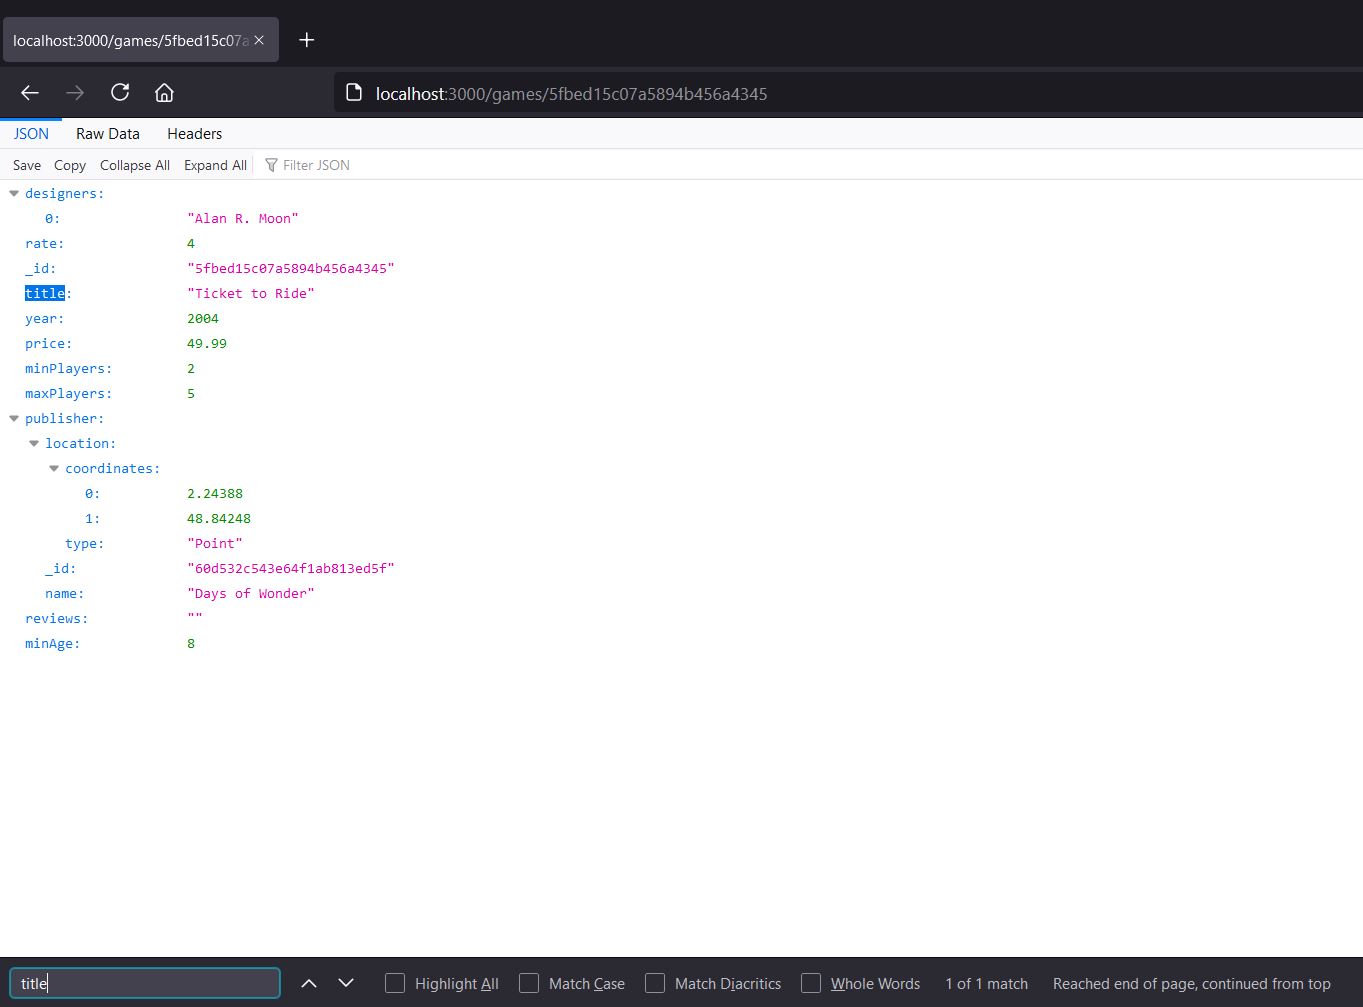 localhost:3000/games/5fbed15c07a
localhost:3000/games/5fbed15c07a5894b456a4345
JSON Raw Data Headers
Save Copy Collapse All Expand All Filter JSON
designers:
0: "Alan R. Moon"
rate: 4
_id: "5fbed15c07a5894b456a4345"
title: "Ticket to Ride"
year: 2004
price: 49.99
minPlayers: 2
maxPlayers: 5
publisher:
location:
coordinates:
0: 2.24388
1: 48.84248
type: "Point"
_id: "60d532c543e64f1ab813ed5f"
name: "Days of Wonder"
reviews: ""
minAge: 8
title Highlight All Match Case Match Diacritics Whole Words 1 of 1 match Reached end of page, continued from top